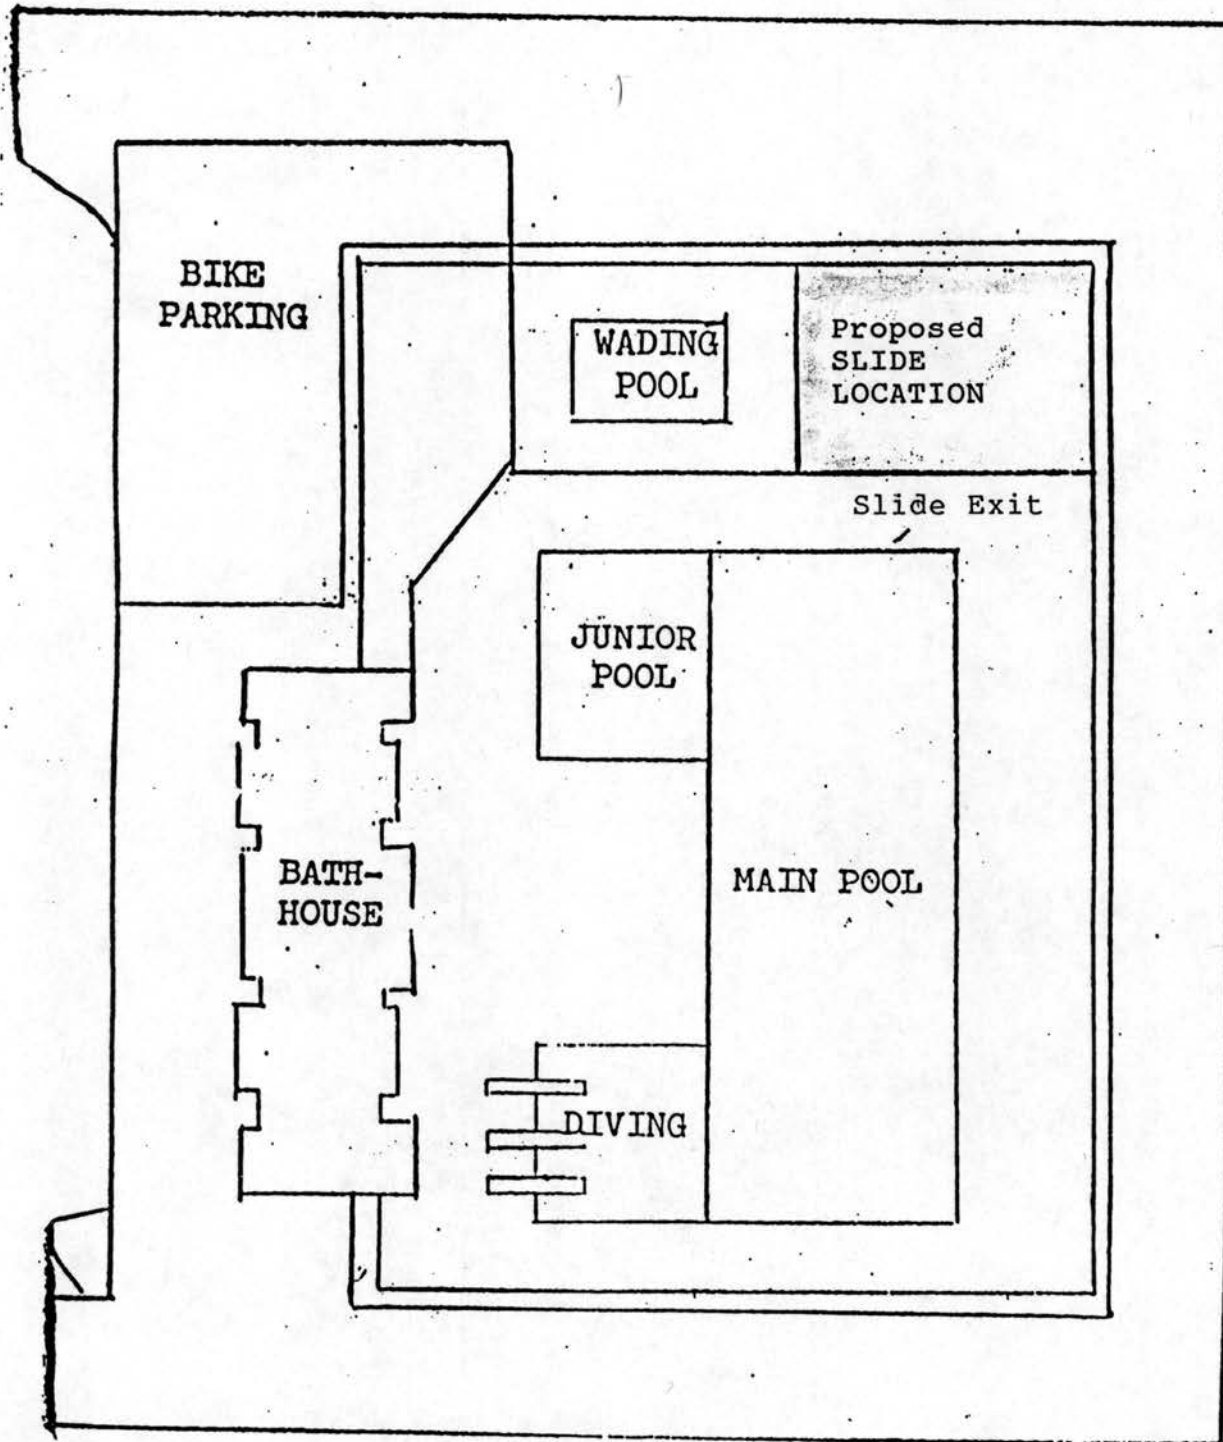 BIKE
PARKING
WADING
POOL
Proposed
SLIDE
LOCATION
Slide Exit
JUNIOR
POOL
BATH-
HOUSE
MAIN POOL
DIVING